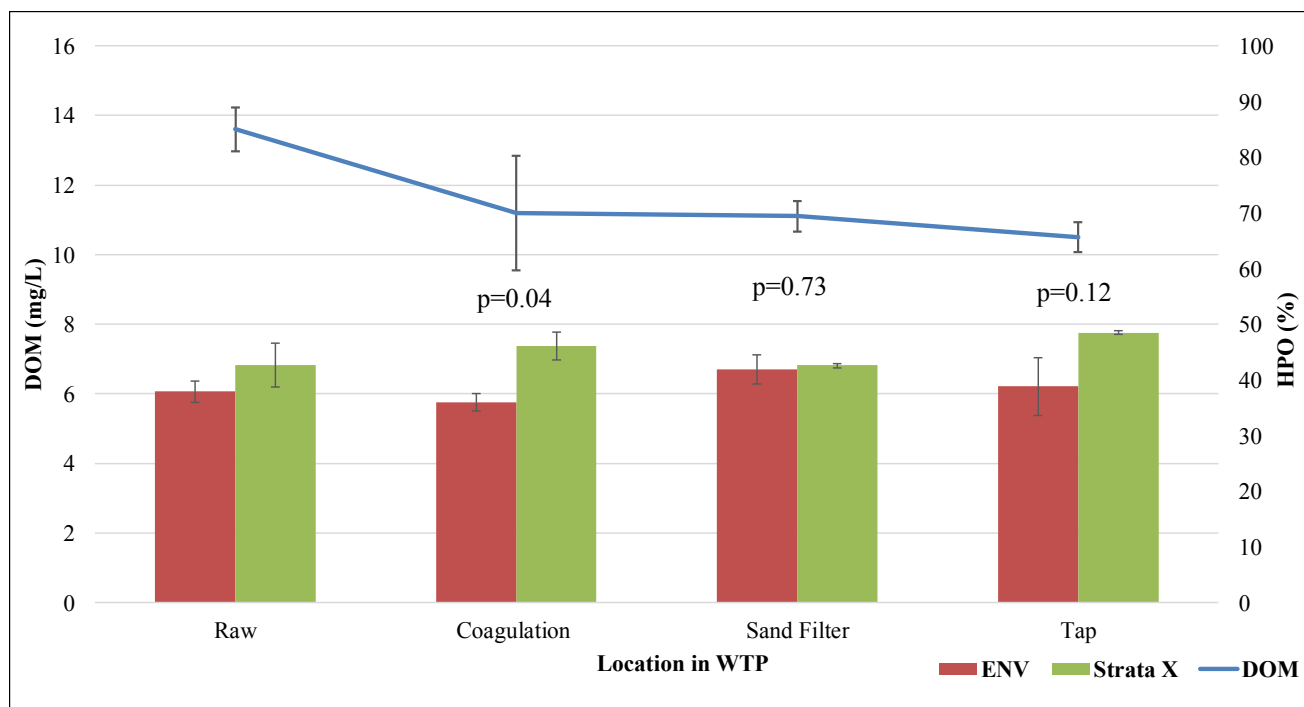 16
14
12
10
8
6
4
2
0
DOM (mg/L)
100
90
80
70
60
50
40
30
20
10
0
HPO (%)
p=0.04
p=0.73
p=0.12
Raw
Coagulation
Sand Filter
Tap
Location in WTP
ENV
Strata X
DOM